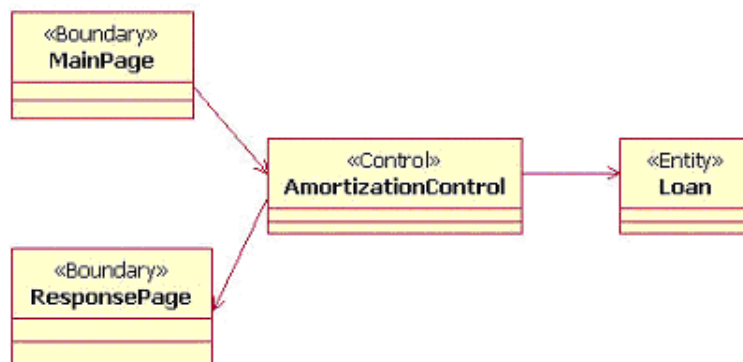 «Boundary»
MainPage
«Control»
AmortizationControl
«Entity»
Loan
«Boundary»
ResponsePage